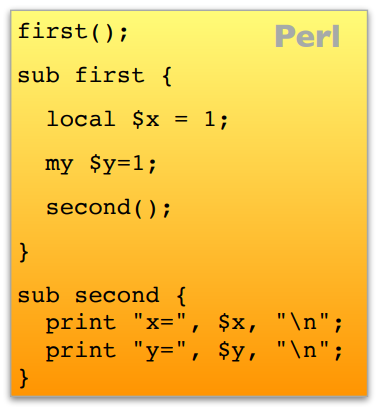 first();
Perl
sub first {
local $x = 1;
my $y=1;
second();
}
sub second {
print "x=", $x, "\n";
print "y=", $y, "\n";
}